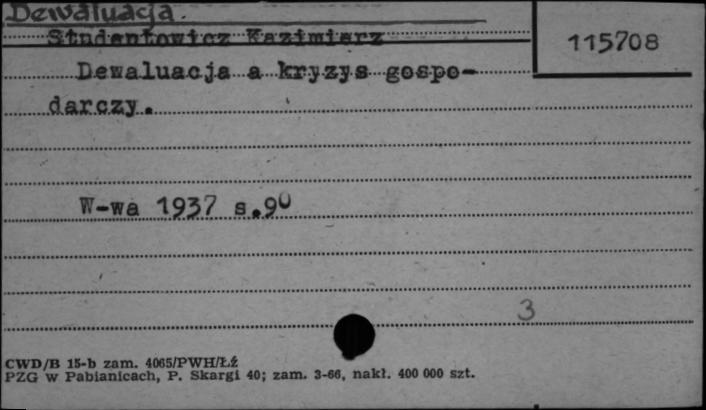 Dewaluacja.
Studentowicz Kazimierz
115708
Dewaluacja a kryzys gospo-
darczy.
W-wa 1937 s.90
3
CWD/B 15-b zam. 4065/PWH/Łź
PZG w Pabianicach, P. Skargi 40; zam. 3-66, nakł. 400 000 szt.